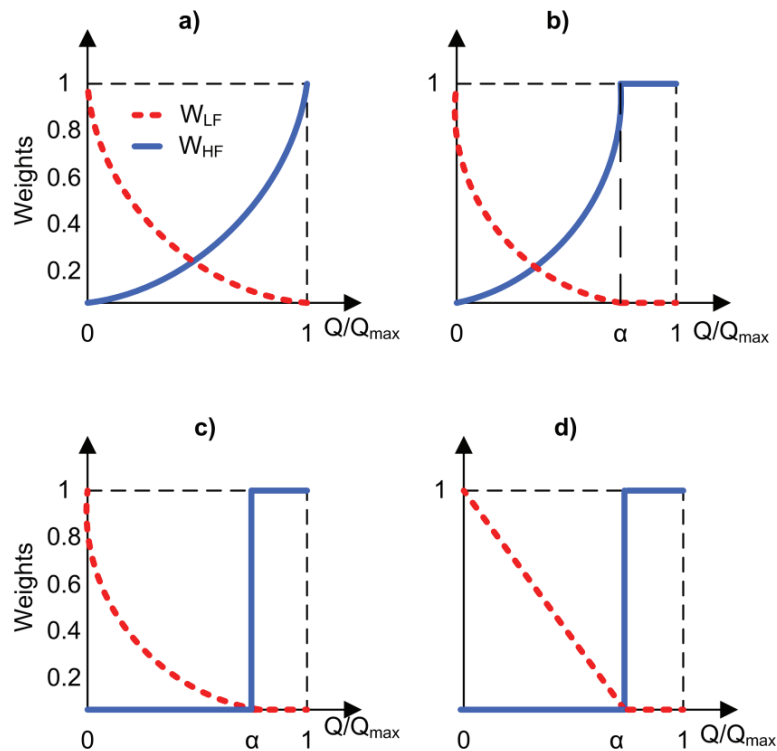 a)
1
0.8
0.6
0.4
0.2
Weights
W_LF
W_HF
0
1
Q/Q_max
b)
1
0
α
1
Q/Q_max
c)
1
0.8
0.6
0.4
0.2
Weights
0
α
1
Q/Q_max
d)
1
0
α
1
Q/Q_max